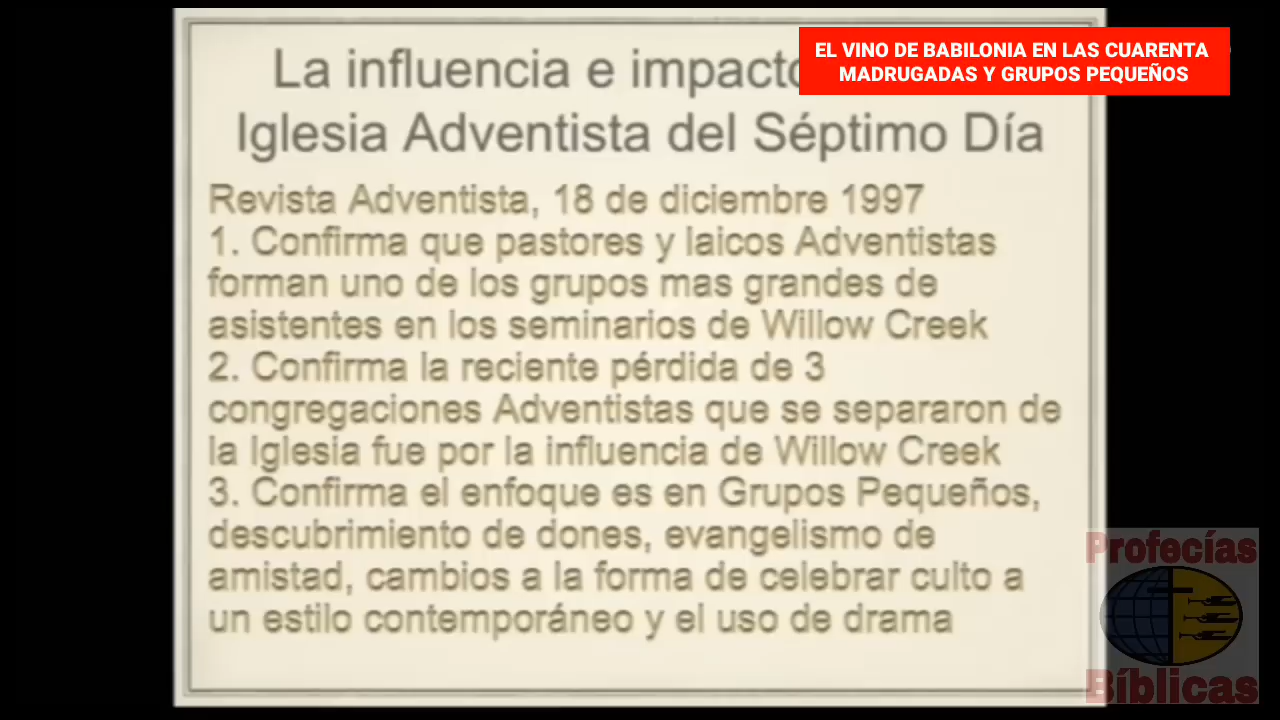 La influencia e impacto
EL VINO DE BABILONIA EN LAS CUARENTA
MADRUGADAS Y GRUPOS PEQUEÑOS
Iglesia Adventista del Séptimo Día
Revista Adventista, 18 de diciembre 1997
1. Confirma que pastores y laicos Adventistas
forman uno de los grupos mas grandes de
asistentes en los seminarios de Willow Creek
2. Confirma la reciente pérdida de 3
congregaciones Adventistas que se separaron de
la Iglesia fue por la influencia de Willow Creek
3. Confirma el enfoque es en Grupos Pequeños,
descubrimiento de dones, evangelismo de
amistad, cambios a la forma de celebrar culto a
un estilo contemporáneo y el uso de drama
Profecías
Bíblicas